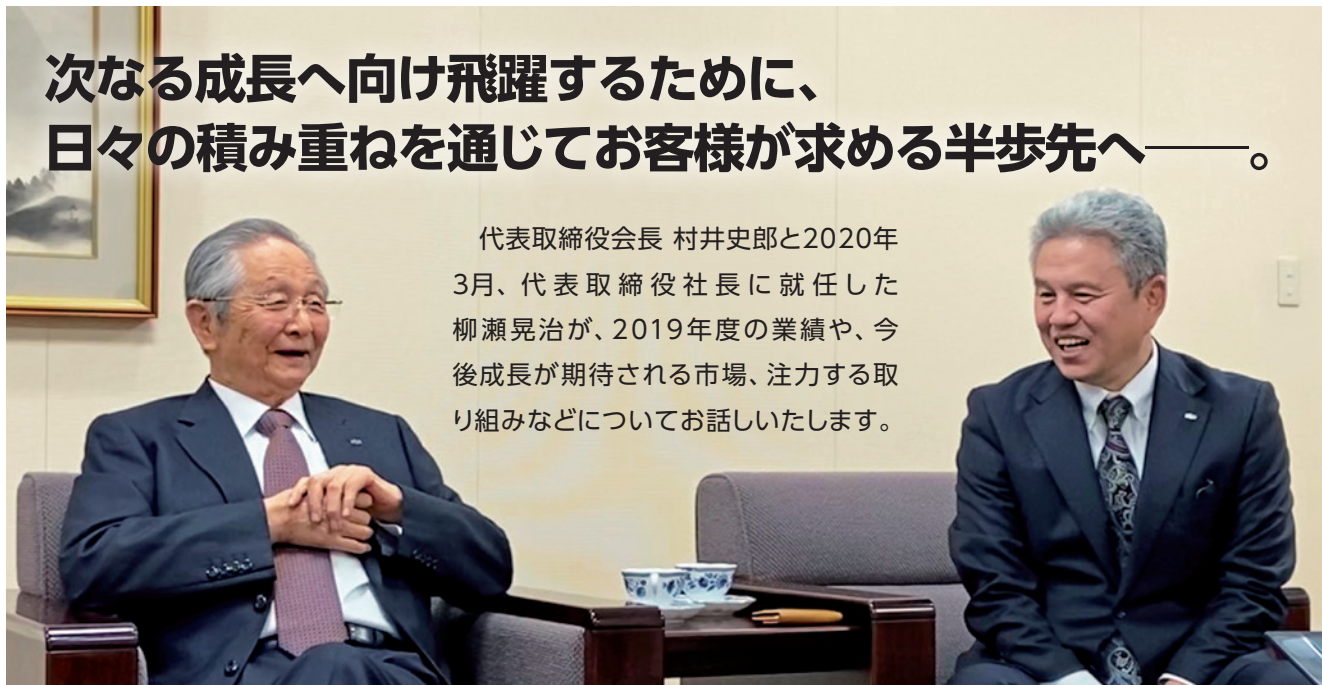 次なる成長へ向け飛躍するために、
日々の積み重ねを通じてお客様が求める半歩先へ――。
代表取締役会長 村井史郎と2020年
3月、代表取締役社長に就任した
柳瀬晃治が、2019年度の業績や、今
後成長が期待される市場、注力する取
り組みなどについてお話しいたします。